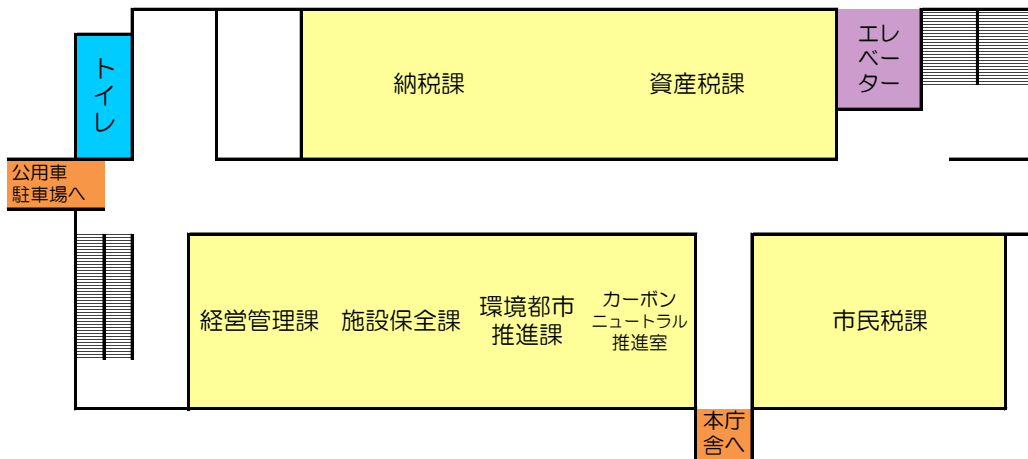 トイレ
納税課
資産税課
エレ
ベー
ター
公用車
駐車場へ
経営管理課
施設保全課
環境都市
推進課
カーボン
ニュートラル
推進室
市民税課
本庁
舎へ